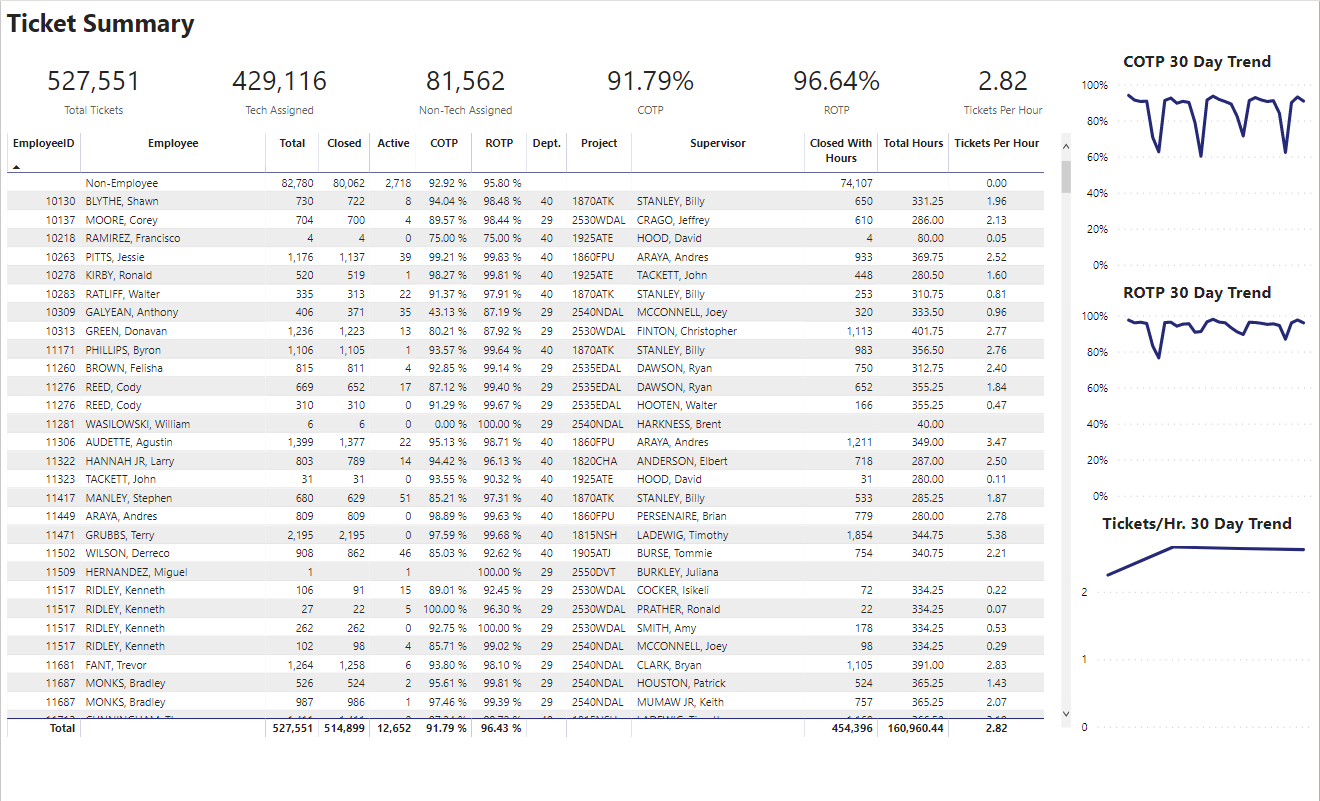 Ticket Summary
527,551 429,116 81,562 91.79% 96.64% 2.82
Total Tickets Tech Assigned Non-Tech Assigned COTP ROTP Tickets Per Hour
EmployeeID Employee Total Closed Active COTP ROTP Dept. Project Supervisor Closed With Hours Total Hours Tickets Per Hour
Non-Employee 82,780 80,062 2,718 92.92 % 95.80 % 74,107 0.00
10130 BLYTHE, Shawn 730 722 8 94.04 % 98.48 % 40 1870ATK STANLEY, Billy 650 331.25 1.96
10137 MOORE, Corey 704 700 4 89.57 % 98.44 % 29 2530WDAL CRAGO, Jeffrey 610 286.00 2.13
10218 RAMIREZ, Francisco 4 4 0 75.00 % 75.00 % 40 1925ATE HOOD, David 4 80.00 0.05
10263 PITTS, Jessie 1,176 1,137 39 99.21 % 99.83 % 40 1860FPU ARAYA, Andres 933 369.75 2.52
10278 KIRBY, Ronald 520 519 1 98.27 % 99.81 % 40 1925ATE TACKETT, John 448 280.50 1.60
10283 RATLIFF, Walter 335 313 22 91.37 % 97.91 % 40 1870ATK STANLEY, Billy 253 310.75 0.81
10309 GALYEAN, Anthony 406 371 35 43.13 % 87.19 % 29 2540NDAL MCCONNELL, Joey 320 333.50 0.96
10313 GREEN, Donavan 1,236 1,223 13 80.21 % 87.92 % 29 2530WDAL FINTON, Christopher 1,113 401.75 2.77
11171 PHILLIPS, Byron 1,106 1,105 1 93.57 % 99.64 % 40 1870ATK STANLEY, Billy 983 356.50 2.76
11260 BROWN, Felisha 815 811 4 92.85 % 99.14 % 29 2535EDAL DAWSON, Ryan 750 312.75 2.40
11276 REED, Cody 669 652 17 87.12 % 99.40 % 29 2535EDAL DAWSON, Ryan 652 355.25 1.84
11276 REED, Cody 310 310 0 91.29 % 99.67 % 29 2535EDAL HOOTEN, Walter 166 355.25 0.47
11281 WASILOWSKI, William 6 6 0 0.00 % 100.00 % 29 2540NDAL HARKNESS, Brent 40.00
11306 AUDETTE, Agustin 1,399 1,377 22 95.13 % 98.71 % 40 1860FPU ARAYA, Andres 1,211 349.00 3.47
11322 HANNAH JR, Larry 803 789 14 94.42 % 96.13 % 40 1820CHA ANDERSON, Elbert 718 287.00 2.50
11323 TACKETT, John 31 31 0 93.55 % 90.32 % 40 1925ATE HOOD, David 31 280.00 0.11
11417 MANLEY, Stephen 680 629 51 85.21 % 97.31 % 40 1870ATK STANLEY, Billy 533 285.25 1.87
11449 ARAYA, Andres 809 809 0 98.89 % 99.63 % 40 1860FPU PERSENAIRE, Brian 779 280.00 2.78
11471 GRUBBS, Terry 2,195 2,195 0 97.59 % 99.68 % 40 1815NSH LADEWIG, Timothy 1,854 344.75 5.38
11502 WILSON, Derreco 908 862 46 85.03 % 92.62 % 40 1905ATJ BURSE, Tommie 754 340.75 2.21
11509 HERNANDEZ, Miguel 1 1 100.00 % 29 2550DVT BURKLEY, Juliana
11517 RIDLEY, Kenneth 106 91 15 89.01 % 92.45 % 29 2530WDAL COCKER, Isikeli 72 334.25 0.22
11517 RIDLEY, Kenneth 27 22 5 100.00 % 96.30 % 29 2530WDAL PRATHER, Ronald 22 334.25 0.07
11517 RIDLEY, Kenneth 262 262 0 92.75 % 100.00 % 29 2530WDAL SMITH, Amy 178 334.25 0.53
11517 RIDLEY, Kenneth 102 98 4 85.71 % 99.02 % 29 2540NDAL MCCONNELL, Joey 98 334.25 0.29
11681 FANT, Trevor 1,264 1,258 6 93.80 % 98.10 % 29 2540NDAL CLARK, Bryan 1,105 391.00 2.83
11687 MONKS, Bradley 526 524 2 95.61 % 99.81 % 29 2540NDAL HOUSTON, Patrick 524 365.25 1.43
11687 MONKS, Bradley 987 986 1 97.46 % 99.39 % 29 2540NDAL MUMAW JR, Keith 757 365.25 2.07
Total 527,551 514,899 12,652 91.79 % 96.43 % 454,396 160,960.44 2.82
COTP 30 Day Trend
100%
80%
60%
40%
20%
0%
ROTP 30 Day Trend
100%
80%
60%
40%
20%
0%
Tickets/Hr. 30 Day Trend
2
1
0